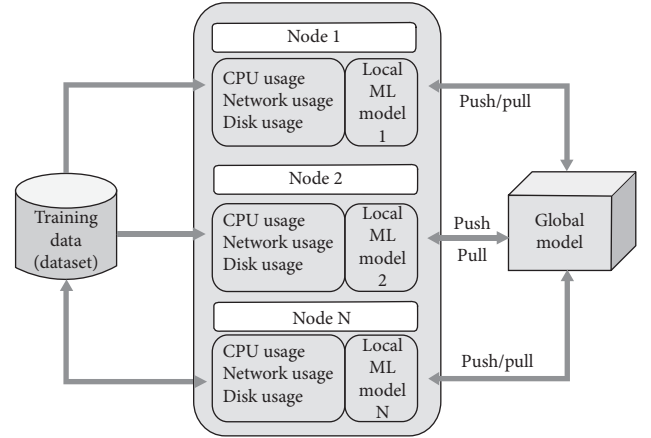 Node 1
CPU usage
Network usage
Disk usage
Local
ML
model
1
Push/pull
Node 2
CPU usage
Network usage
Disk usage
Local
ML
model
2
Push
Pull
Training
data
(dataset)
Global
model
Node N
CPU usage
Network usage
Disk usage
Local
ML
model
N
Push/pull